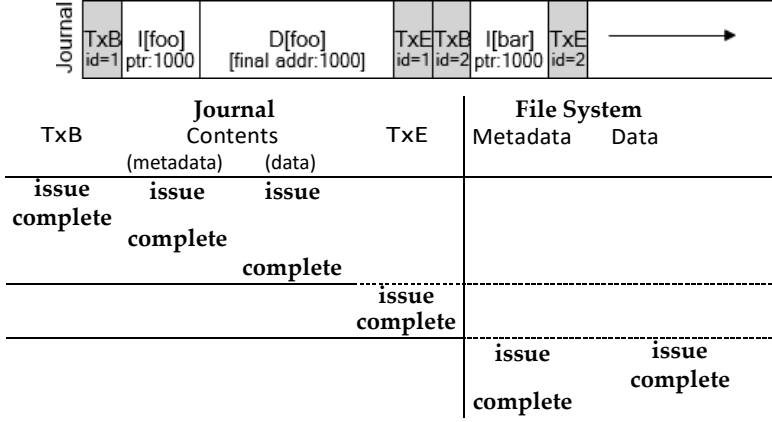 Journal
TxB I[foo] D[foo] TxE TxB I[bar] TxE
id=1 ptr:1000 [final addr:1000] id=1 id=2 ptr:1000 id=2
Journal File System
TxB Contents TxE Metadata Data
(metadata) (data)
issue issue issue
complete
complete
complete
issue
complete
issue issue
complete
complete